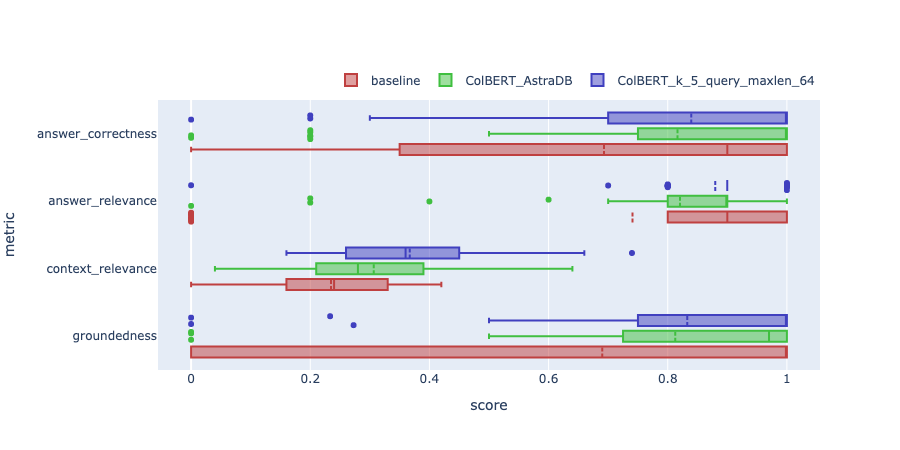 baseline
ColBERT_AstraDB
ColBERT_k_5_query_maxlen_64
answer_correctness
answer_relevance
context_relevance
groundedness
metric
0 0.2 0.4 0.6 0.8 1
score